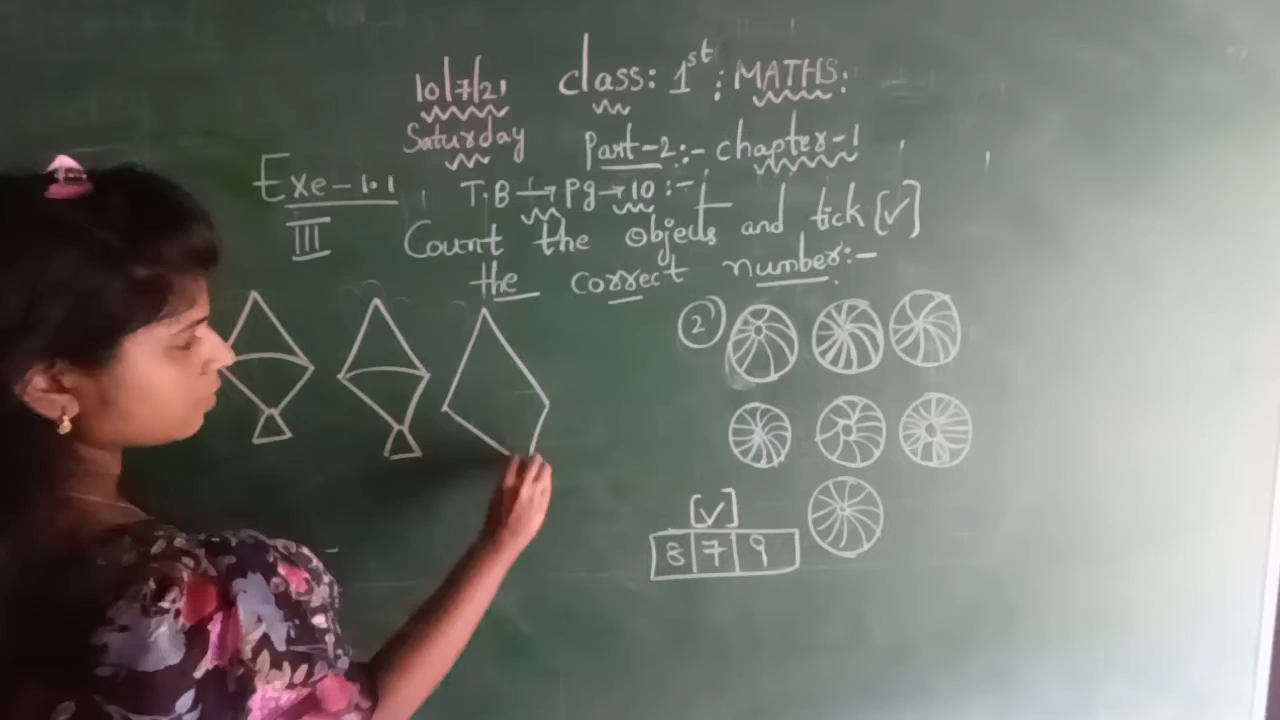 10/7/21 class: 1st : MATHS:
Saturday Part-2:- chapter-1
Exe-1.1 T.B → Pg → 10 :-
III Count the objects and tick [✓]
the correct number:-
2
[✓]
8 7 9